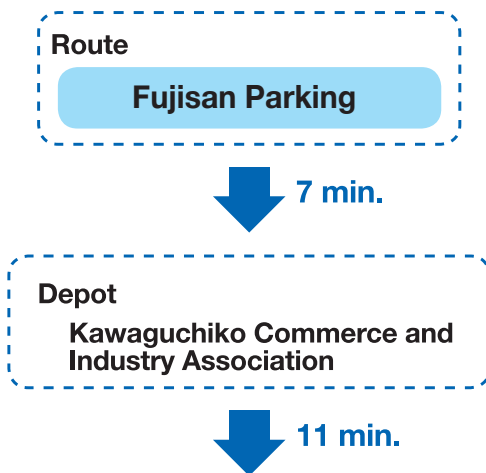 Route
Fujisan Parking
7 min.
Depot
Kawaguchiko Commerce and
Industry Association
11 min.